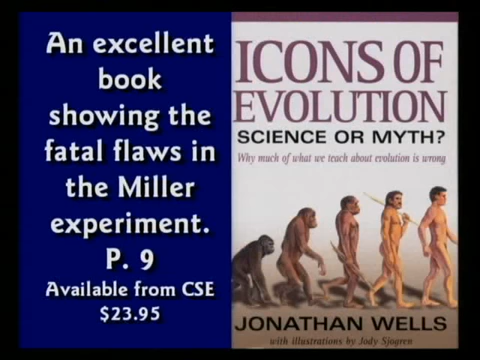 An excellent
book
showing the
fatal flaws in
the Miller
experiment.
P. 9
Available from CSE
$23.95
ICONS OF
EVOLUTION
SCIENCE OR MYTH?
Why much of what we teach about evolution is wrong
JONATHAN WELLS
with illustrations by Jody Sjogren